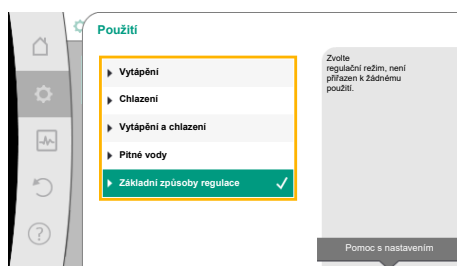 Použití
Vytápění
Chlazení
Vytápění a chlazení
Pitné vody
Základní způsoby regulace
Zvolte
regulační režim, není
přiřazen k žádnému
použití.
Pomoc s nastavením